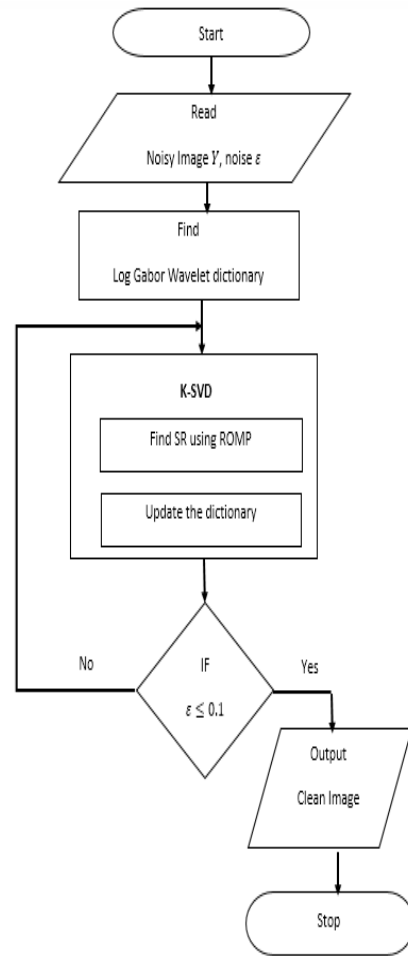 Start
Read
Noisy Image Y, noise ε
Find
Log Gabor Wavelet dictionary
K-SVD
Find SR using ROMP
Update the dictionary
No
IF
Yes
ε ≤ 0.1
Output
Clean Image
Stop